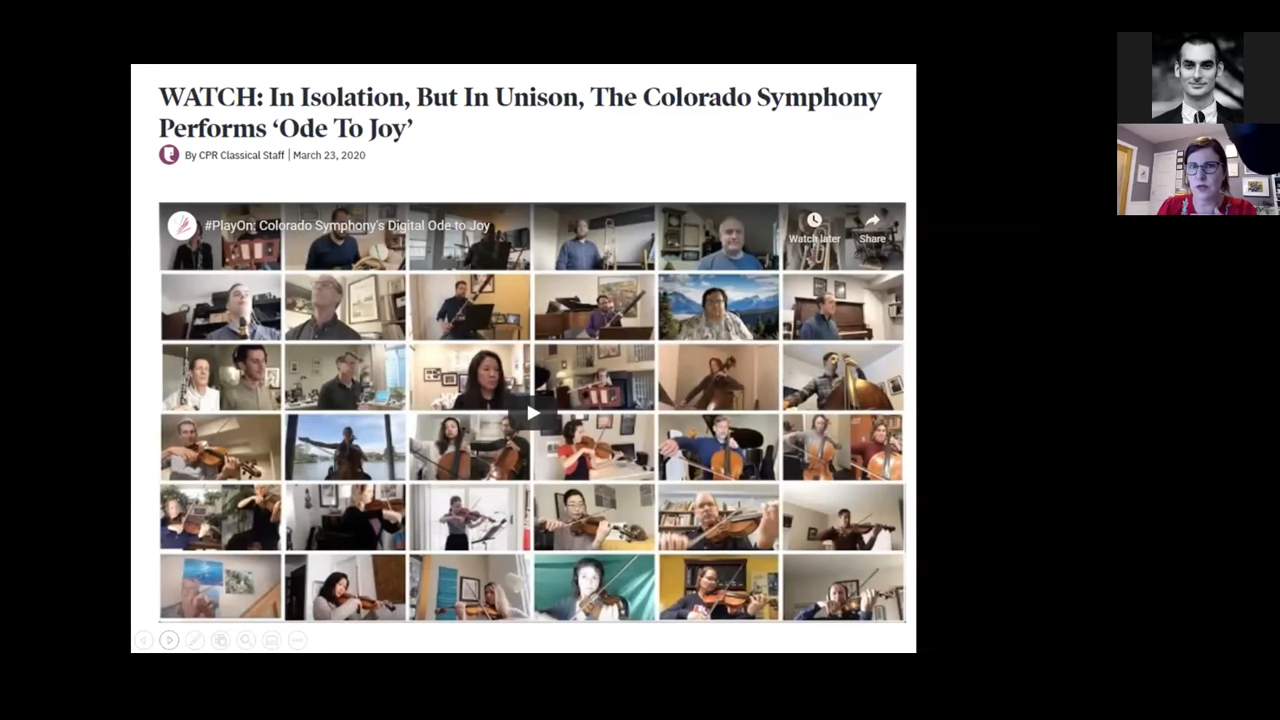 WATCH: In Isolation, But In Unison, The Colorado Symphony
Performs ‘Ode To Joy’
By CPR Classical Staff | March 23, 2020
#PlayOn: Colorado Symphony's Digital Ode to Joy
Watch later
Share